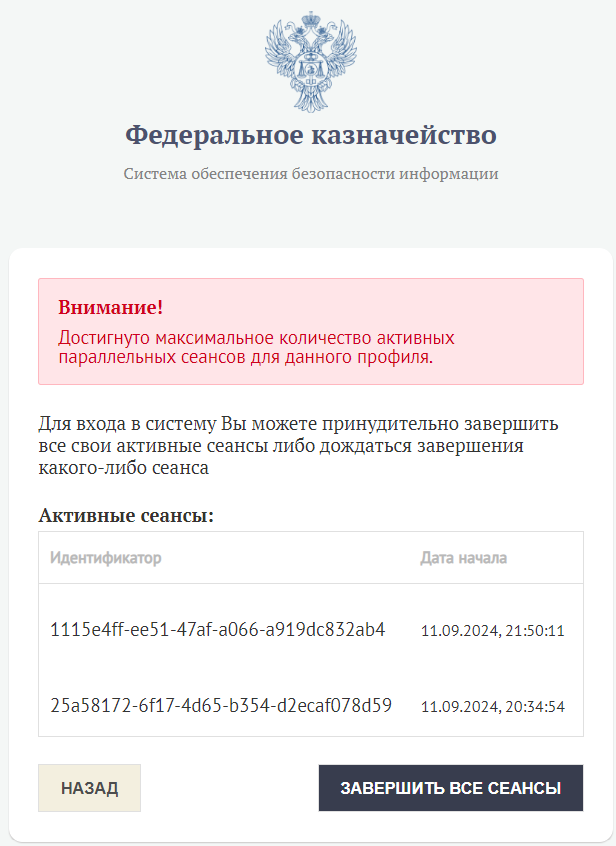 Федеральное казначейство
Система обеспечения безопасности информации
Внимание!
Достигнуто максимальное количество активных
параллельных сеансов для данного профиля.
Для входа в систему Вы можете принудительно завершить
все свои активные сеансы либо дождаться завершения
какого-либо сеанса
Активные сеансы:
Идентификатор Дата начала
1115e4ff-ee51-47af-a066-a919dc832ab4 11.09.2024, 21:50:11
25a58172-6f17-4d65-b354-d2ecaf078d59 11.09.2024, 20:34:54
НАЗАД ЗАВЕРШИТЬ ВСЕ СЕАНСЫ